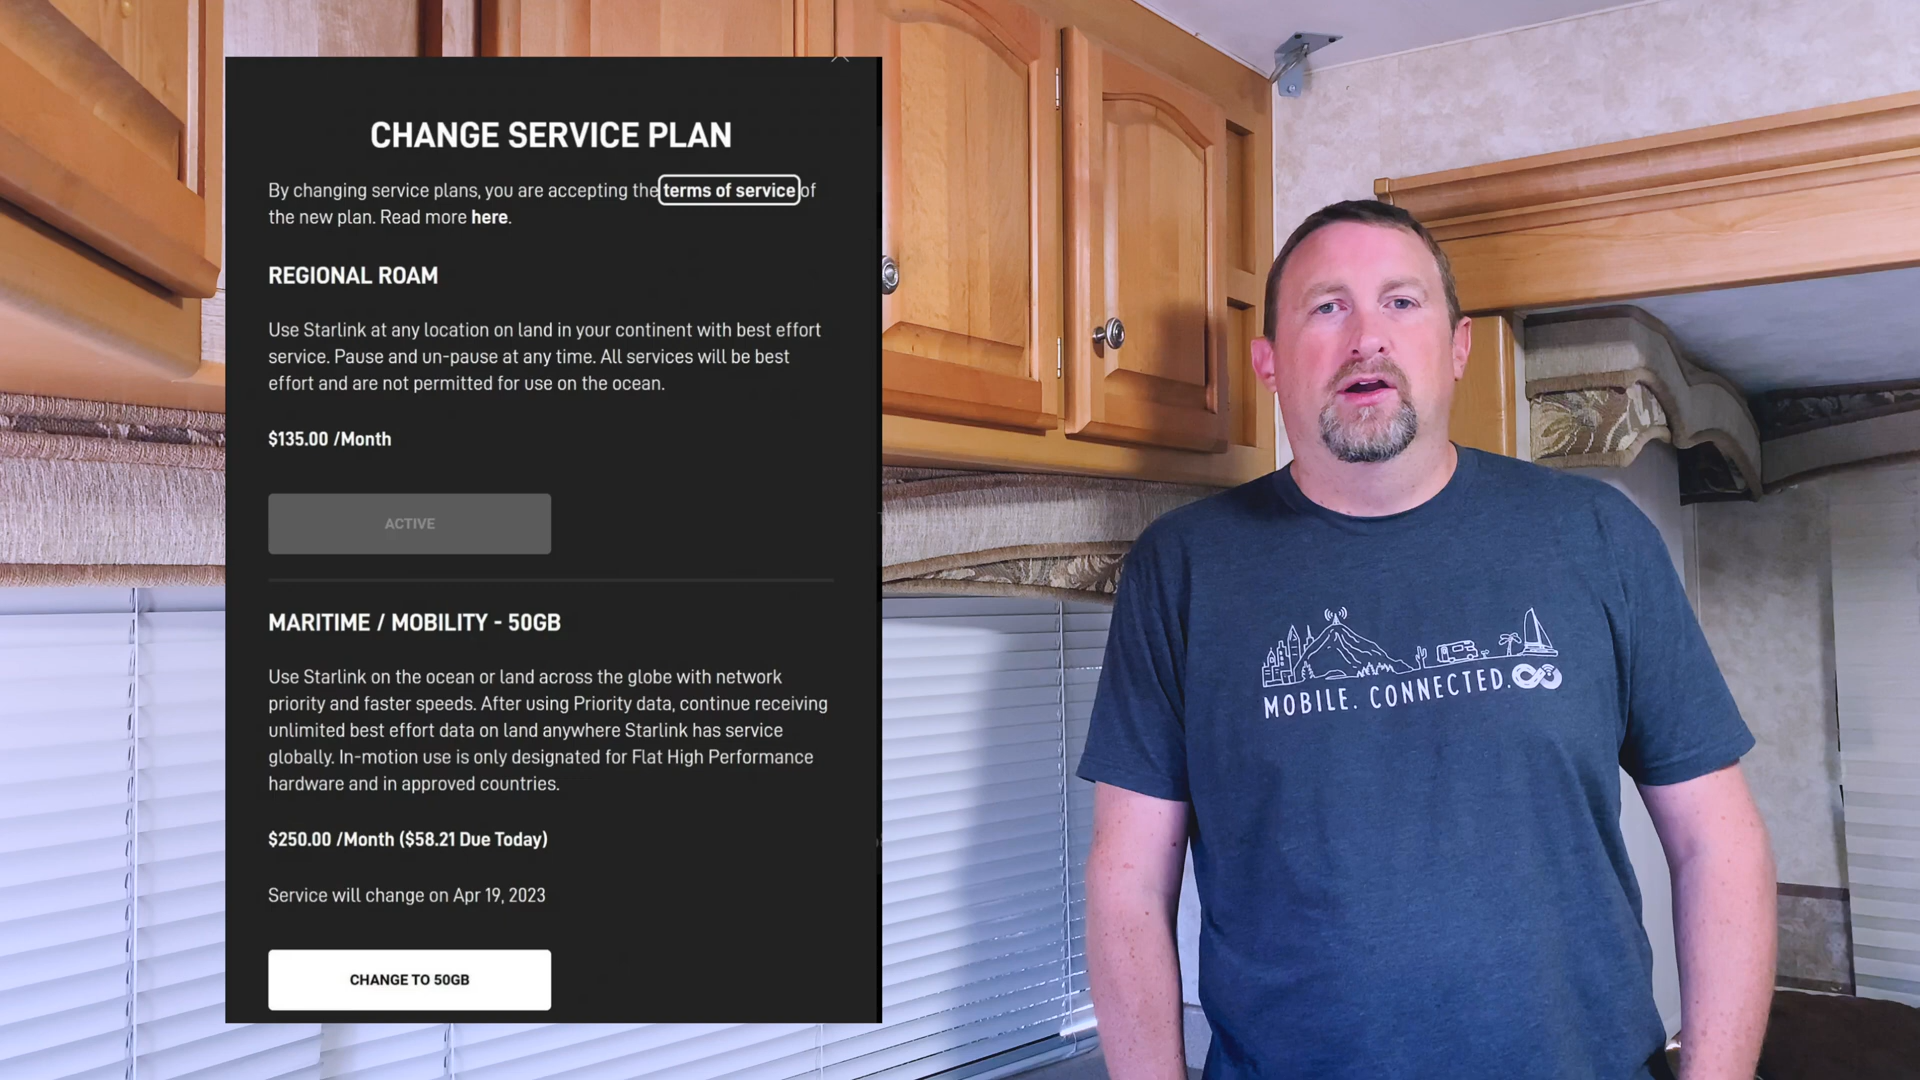 CHANGE SERVICE PLAN
By changing service plans, you are accepting the terms of service of
the new plan. Read more here.
REGIONAL ROAM
Use Starlink at any location on land in your continent with best effort
service. Pause and un-pause at any time. All services will be best
effort and are not permitted for use on the ocean.
$135.00 /Month
ACTIVE
MARITIME / MOBILITY - 50GB
Use Starlink on the ocean or land across the globe with network
priority and faster speeds. After using Priority data, continue receiving
unlimited best effort data on land anywhere Starlink has service
globally. In-motion use is only designated for Flat High Performance
hardware and in approved countries.
$250.00 /Month ($58.21 Due Today)
Service will change on Apr 19, 2023
CHANGE TO 50GB
MOBILE. CONNECTED.